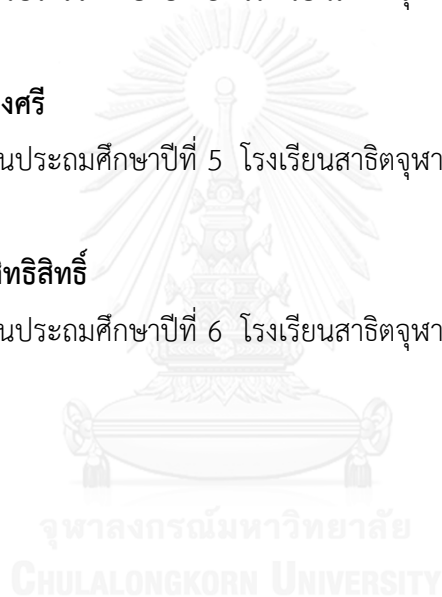 งศรี
นประถมศึกษาปีที่ 5 โรงเรียนสาธิตจุฬา
ิทธิสิทธิ์
นประถมศึกษาปีที่ 6 โรงเรียนสาธิตจุฬา
จุฬาลงกรณ์มหาวิทยาลัย
CHULALONGKORN UNIVERSITY